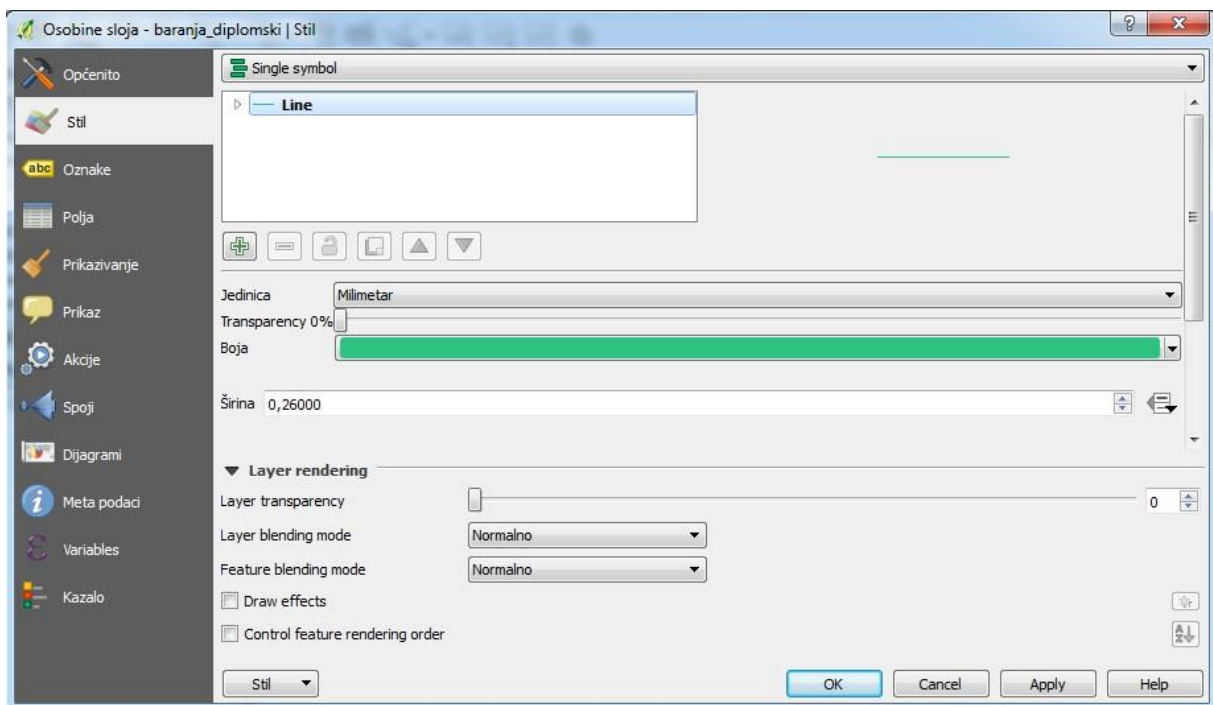 Osobine sloja - baranja_diplomski | Stil
Općenito
Stil
abc Oznake
Polja
Prikazivanje
Prikaz
Akcije
Spoji
Dijagrami
Meta podaci
Variables
Kazalo
Single symbol
Line
Jedinica Milimetar
Transparency 0%
Boja
Širina 0,26000
Layer rendering
Layer transparency 0
Layer blending mode Normalno
Feature blending mode Normalno
Draw effects
Control feature rendering order
Stil OK Cancel Apply Help